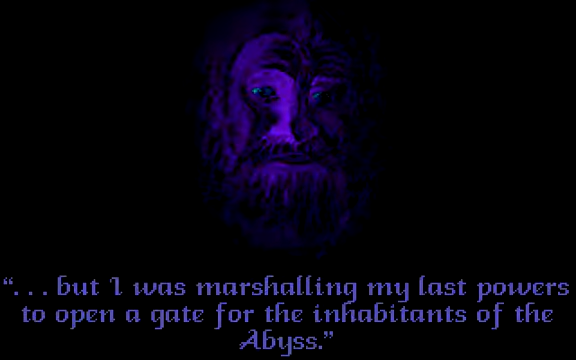 “. . . but I was marshalling my last powers
to open a gate for the inhabitants of the
Abyss.”